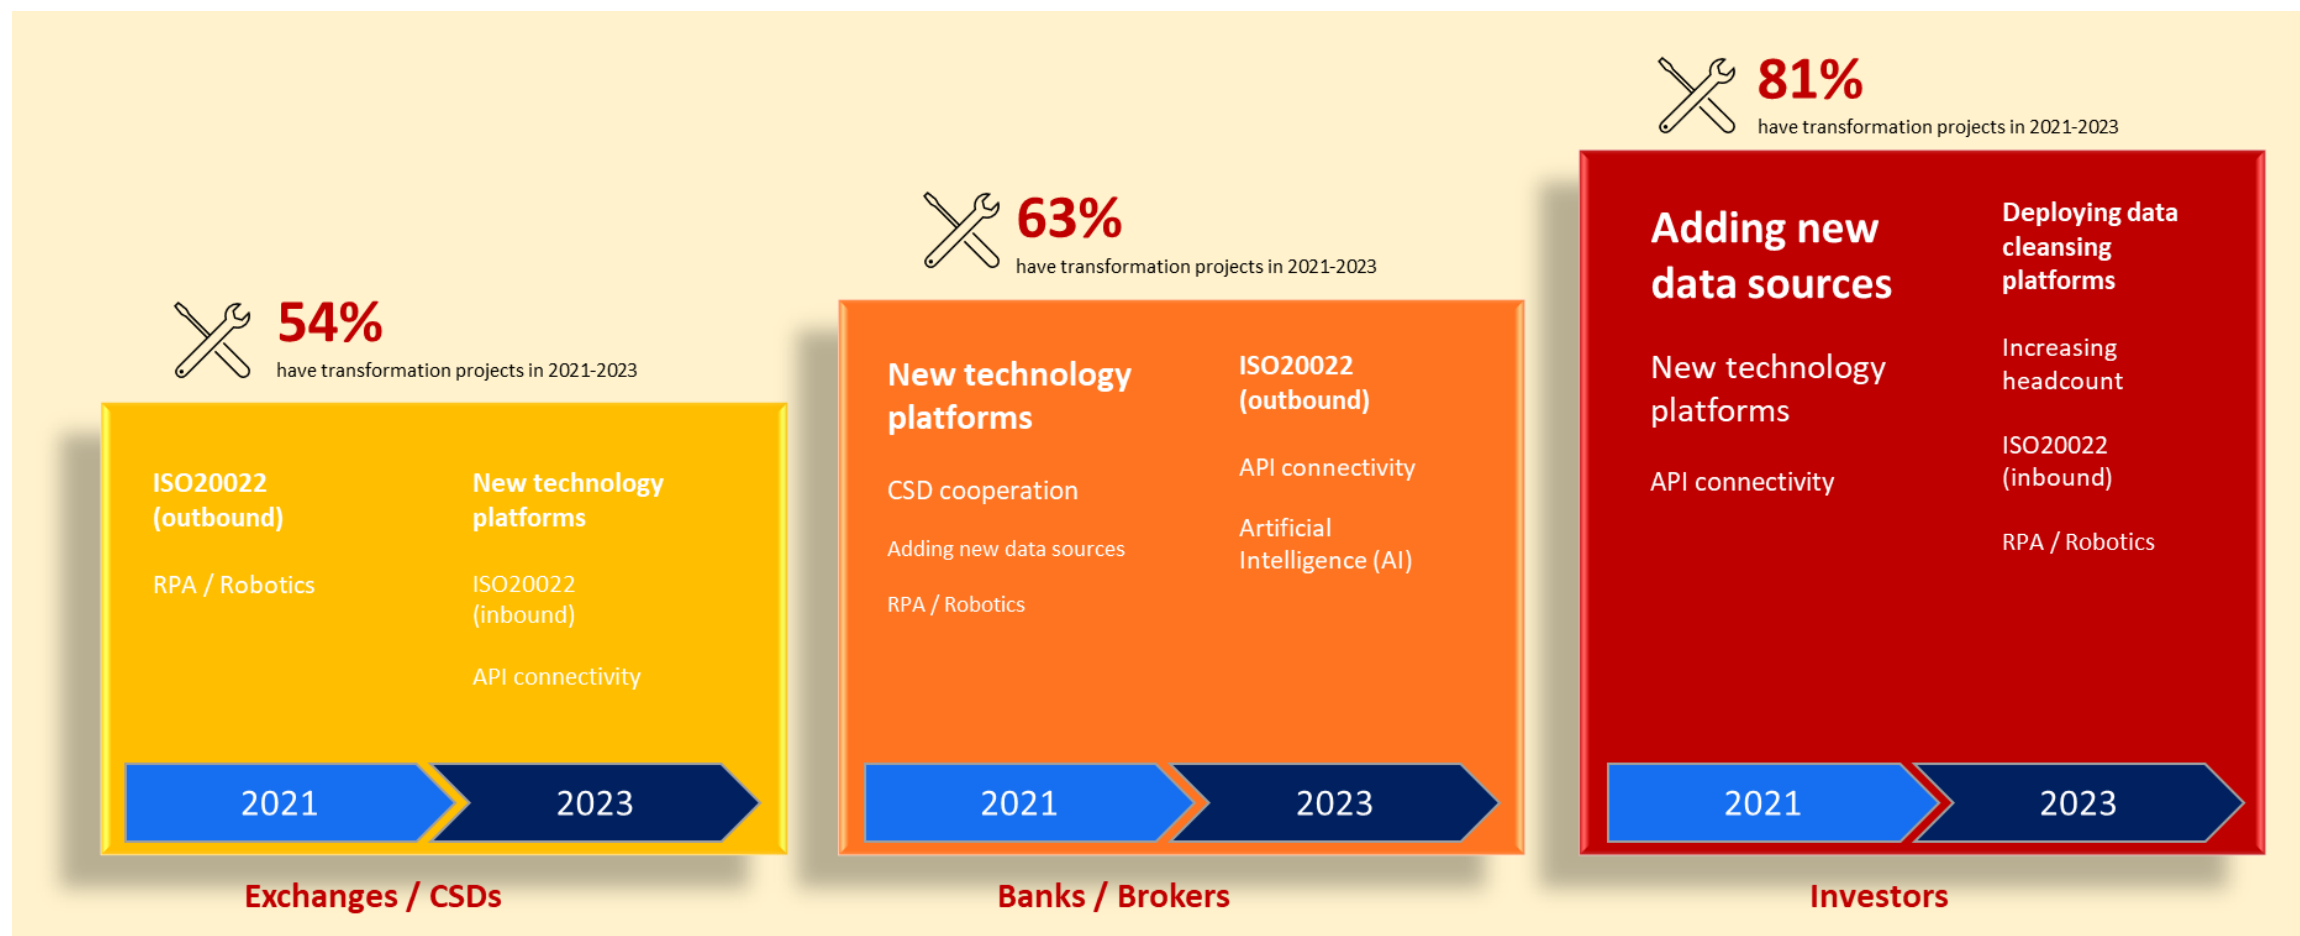 54%
have transformation projects in 2021-2023
ISO20022
(outbound)
RPA / Robotics
New technology
platforms
ISO20022
(inbound)
API connectivity
2021
2023
Exchanges / CSDs
63%
have transformation projects in 2021-2023
New technology
platforms
CSD cooperation
Adding new data sources
RPA / Robotics
ISO20022
(outbound)
API connectivity
Artificial
Intelligence (AI)
2021
2023
Banks / Brokers
81%
have transformation projects in 2021-2023
Adding new
data sources
New technology
platforms
API connectivity
Deploying data
cleansing
platforms
Increasing
headcount
ISO20022
(inbound)
RPA / Robotics
2021
2023
Investors